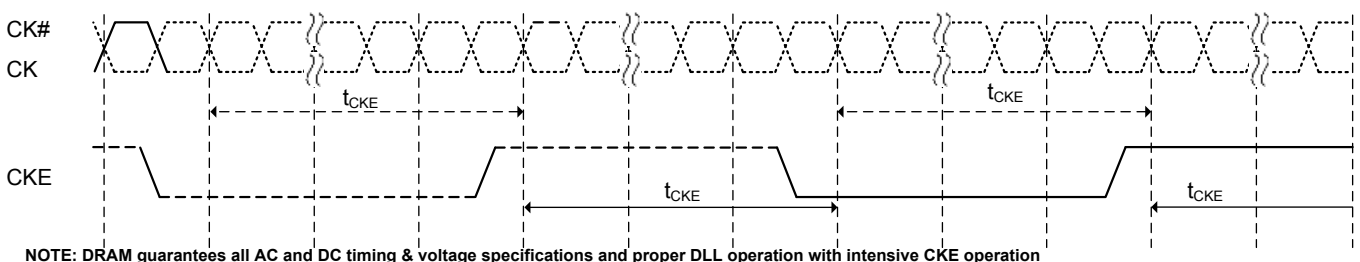 CK#
CK
tCKE
tCKE
CKE
tCKE
tCKE
NOTE: DRAM guarantees all AC and DC timing & voltage specifications and proper DLL operation with intensive CKE operation